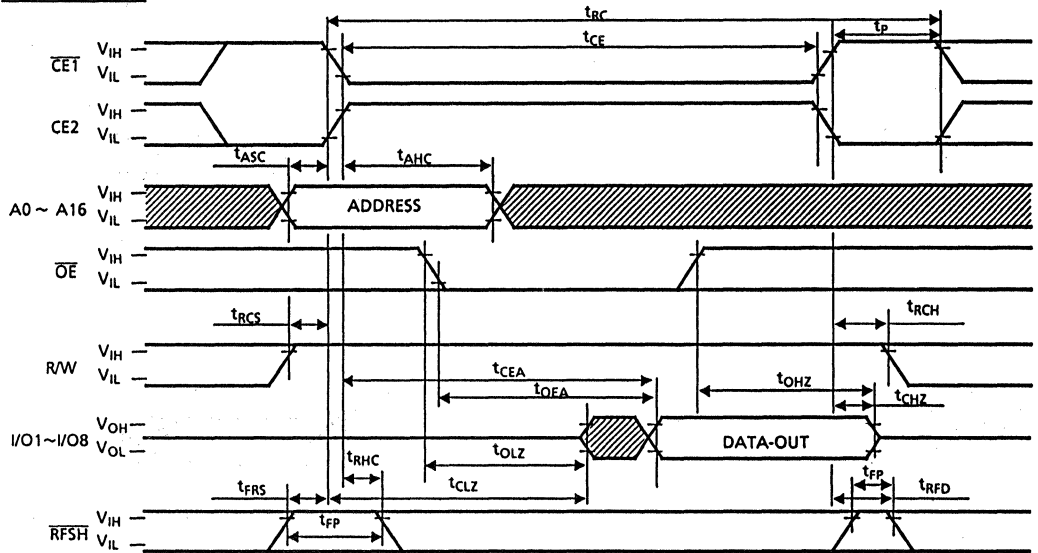 tRC
tP
tCE
CE1 VIH
VIL
CE2 VIH
VIL
tASC tAHC
A0 ~ A16 VIH
VIL
ADDRESS
OE VIH
VIL
tRCS tRCH
R/W VIH
VIL
tCEA
tOEA
tOHZ
tCHZ
I/O1~I/O8 VOH
VOL
DATA-OUT
tOLZ
tRHC
tCLZ
tFRS
tFP
tFP
tRFD
RFSH VIH
VIL